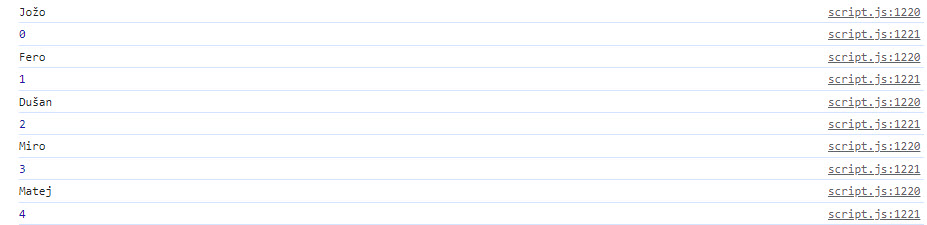 Jožo script.js:1220
0 script.js:1221
Fero script.js:1220
1 script.js:1221
Dušan script.js:1220
2 script.js:1221
Miro script.js:1220
3 script.js:1221
Matej script.js:1220
4 script.js:1221